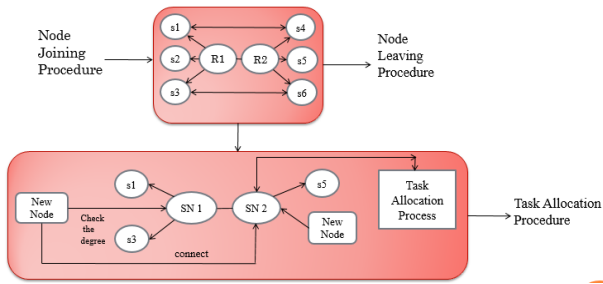 Node
Joining
Procedure
s1
s4
s2
R1
R2
s5
s3
s6
Node
Leaving
Procedure
s1
s5
New
Node
Check
the
degree
SN 1
SN 2
s3
New
Node
connect
Task
Allocation
Process
Task Allocation
Procedure